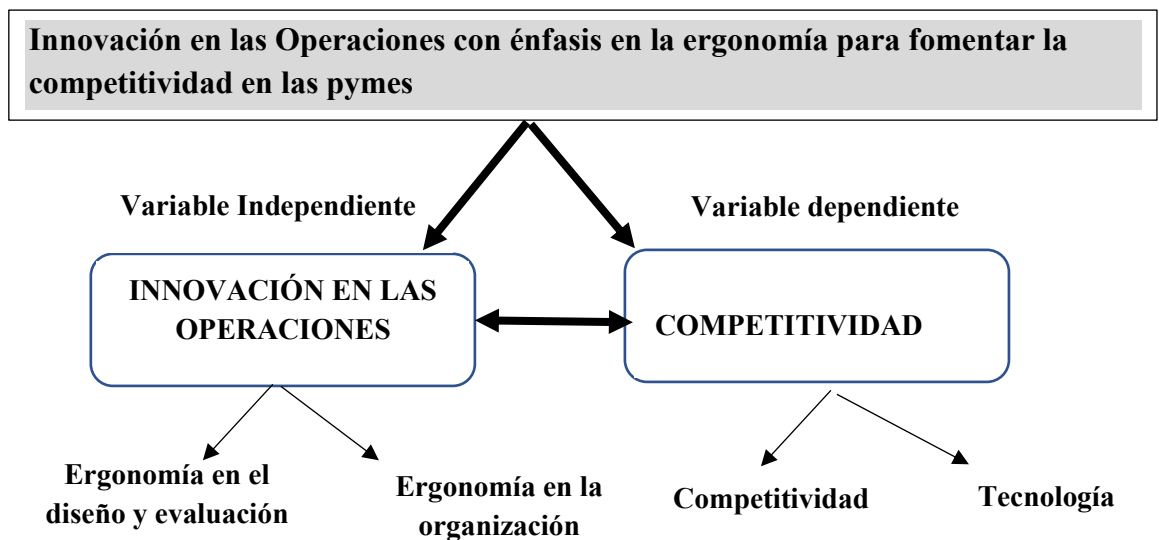 Innovación en las Operaciones con énfasis en la ergonomía para fomentar la
competitividad en las pymes
Variable Independiente
Variable dependiente
INNOVACIÓN EN LAS
OPERACIONES
COMPETITIVIDAD
Ergonomía en el
diseño y evaluación
Ergonomía en la
organización
Competitividad
Tecnología